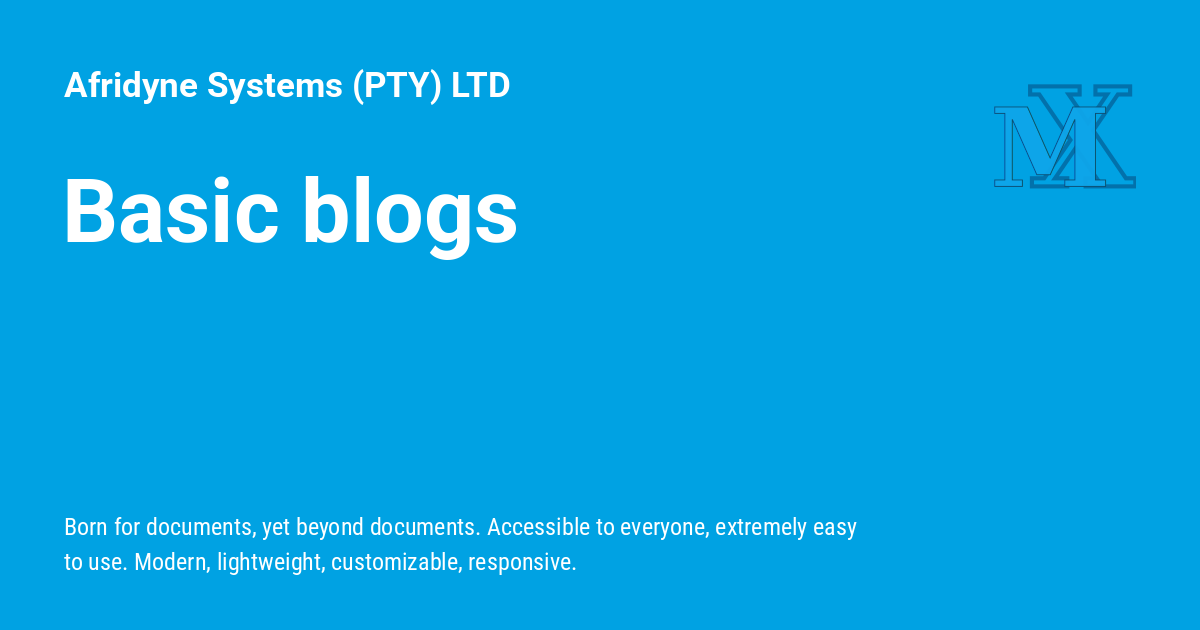 Afridyne Systems (PTY) LTD
MX
Basic blogs
Born for documents, yet beyond documents. Accessible to everyone, extremely easy
to use. Modern, lightweight, customizable, responsive.